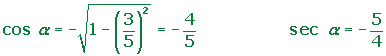 cos α = −√(1 − (3/5)²) = −4/5 sec α = −5/4